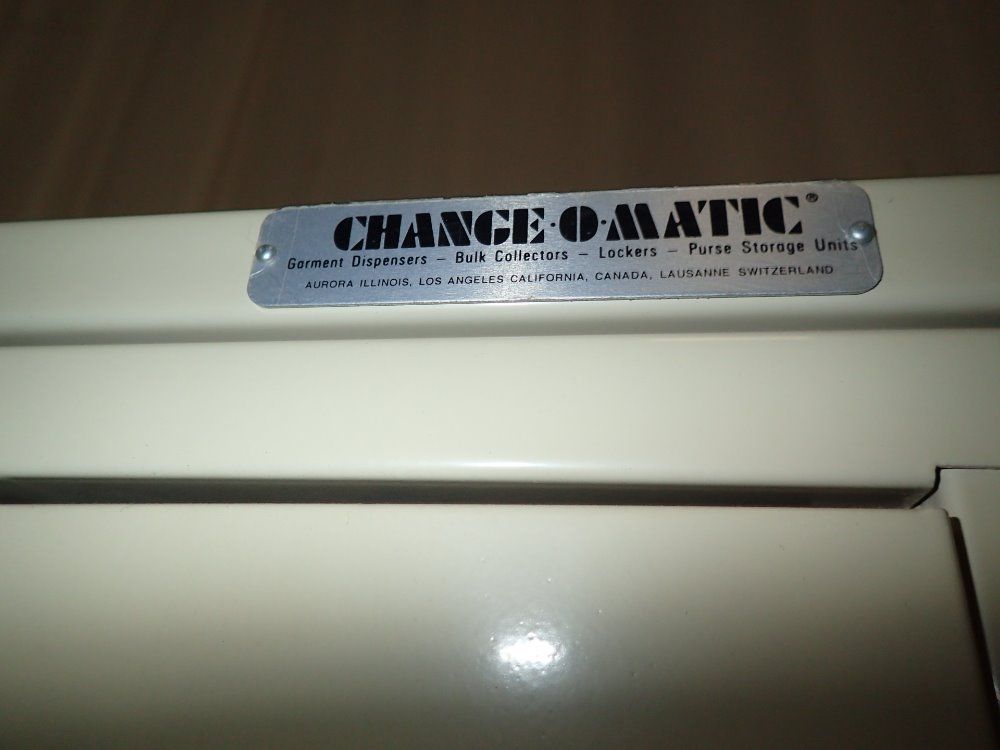 CHANGE·O·MATIC®
Garment Dispensers – Bulk Collectors – Lockers – Purse Storage Units
AURORA ILLINOIS, LOS ANGELES CALIFORNIA, CANADA, LAUSANNE SWITZERLAND